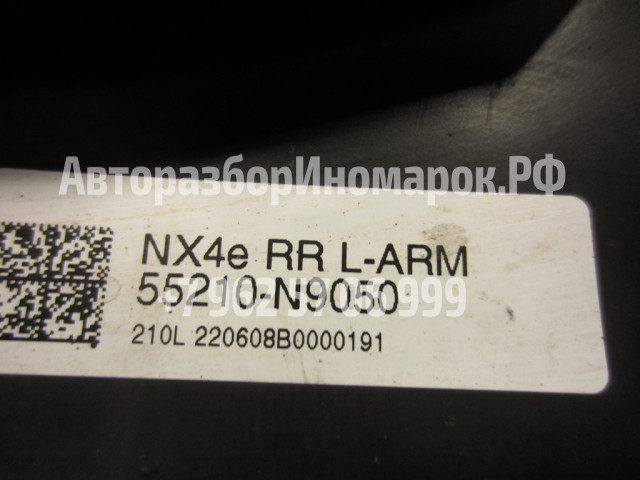 АвторазборИномарок.РФ
NX4e RR L-ARM
55210-N9050
210L 220608B0000191